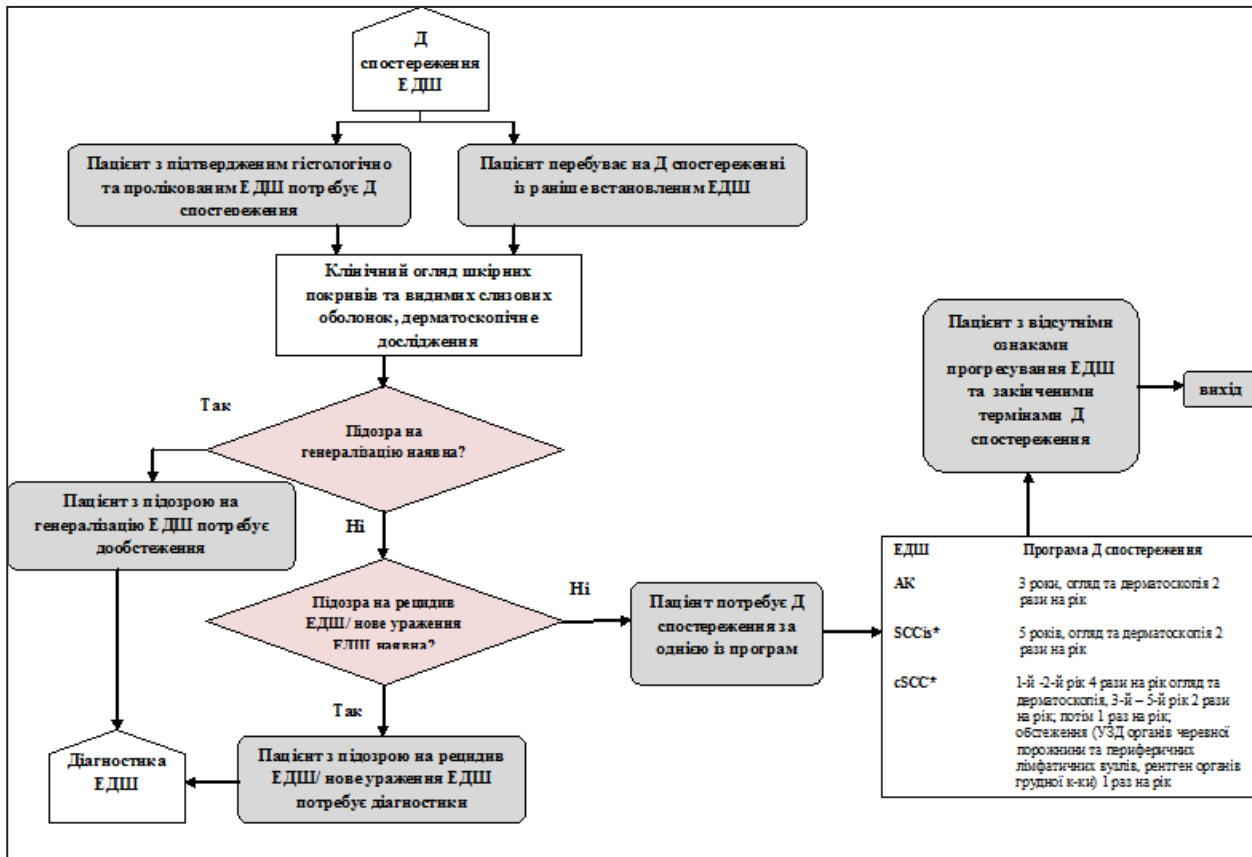 Д
спостереження
ЕДШ
Пацієнт з підтвердженим гістологічно
та пролікованим ЕДШ потребує Д
спостереження
Пацієнт перебуває на Д спостереженні
із раніше встановленим ЕДШ
Клінічний огляд шкірних
покривів та видимих слизових
оболонок, дерматоскопічне
дослідження
Так
Підозра на
генералізацію наявна?
Пацієнт з підозрою на
генералізацію ЕДШ потребує
дообстеження
Ні
Підозра на рецидив
ЕДШ/ нове ураження
ЕДШ наявна?
Ні
Пацієнт потребує Д
спостереження за
однією із програм
Так
Пацієнт з підозрою на рецидив
ЕДШ/ нове ураження ЕДШ
потребує діагностики
Діагностика
ЕДШ
Пацієнт з відсутніми
ознаками
прогресування ЕДШ
та закінченими
термінами Д
спостереження
вихід
ЕДШ Програма Д спостереження
АК 3 роки, огляд та дерматоскопія 2
рази на рік
SCCis* 5 років, огляд та дерматоскопія 2
рази на рік
cSCC* 1-й -2-й рік 4 рази на рік огляд та
дерматоскопія, 3-й – 5-й рік 2 рази
на рік; потім 1 раз на рік;
обстеження (УЗД органів черевної
порожнини та периферичних
лімфатичних вузлів, рентген органів
грудної к-ки) 1 раз на рік